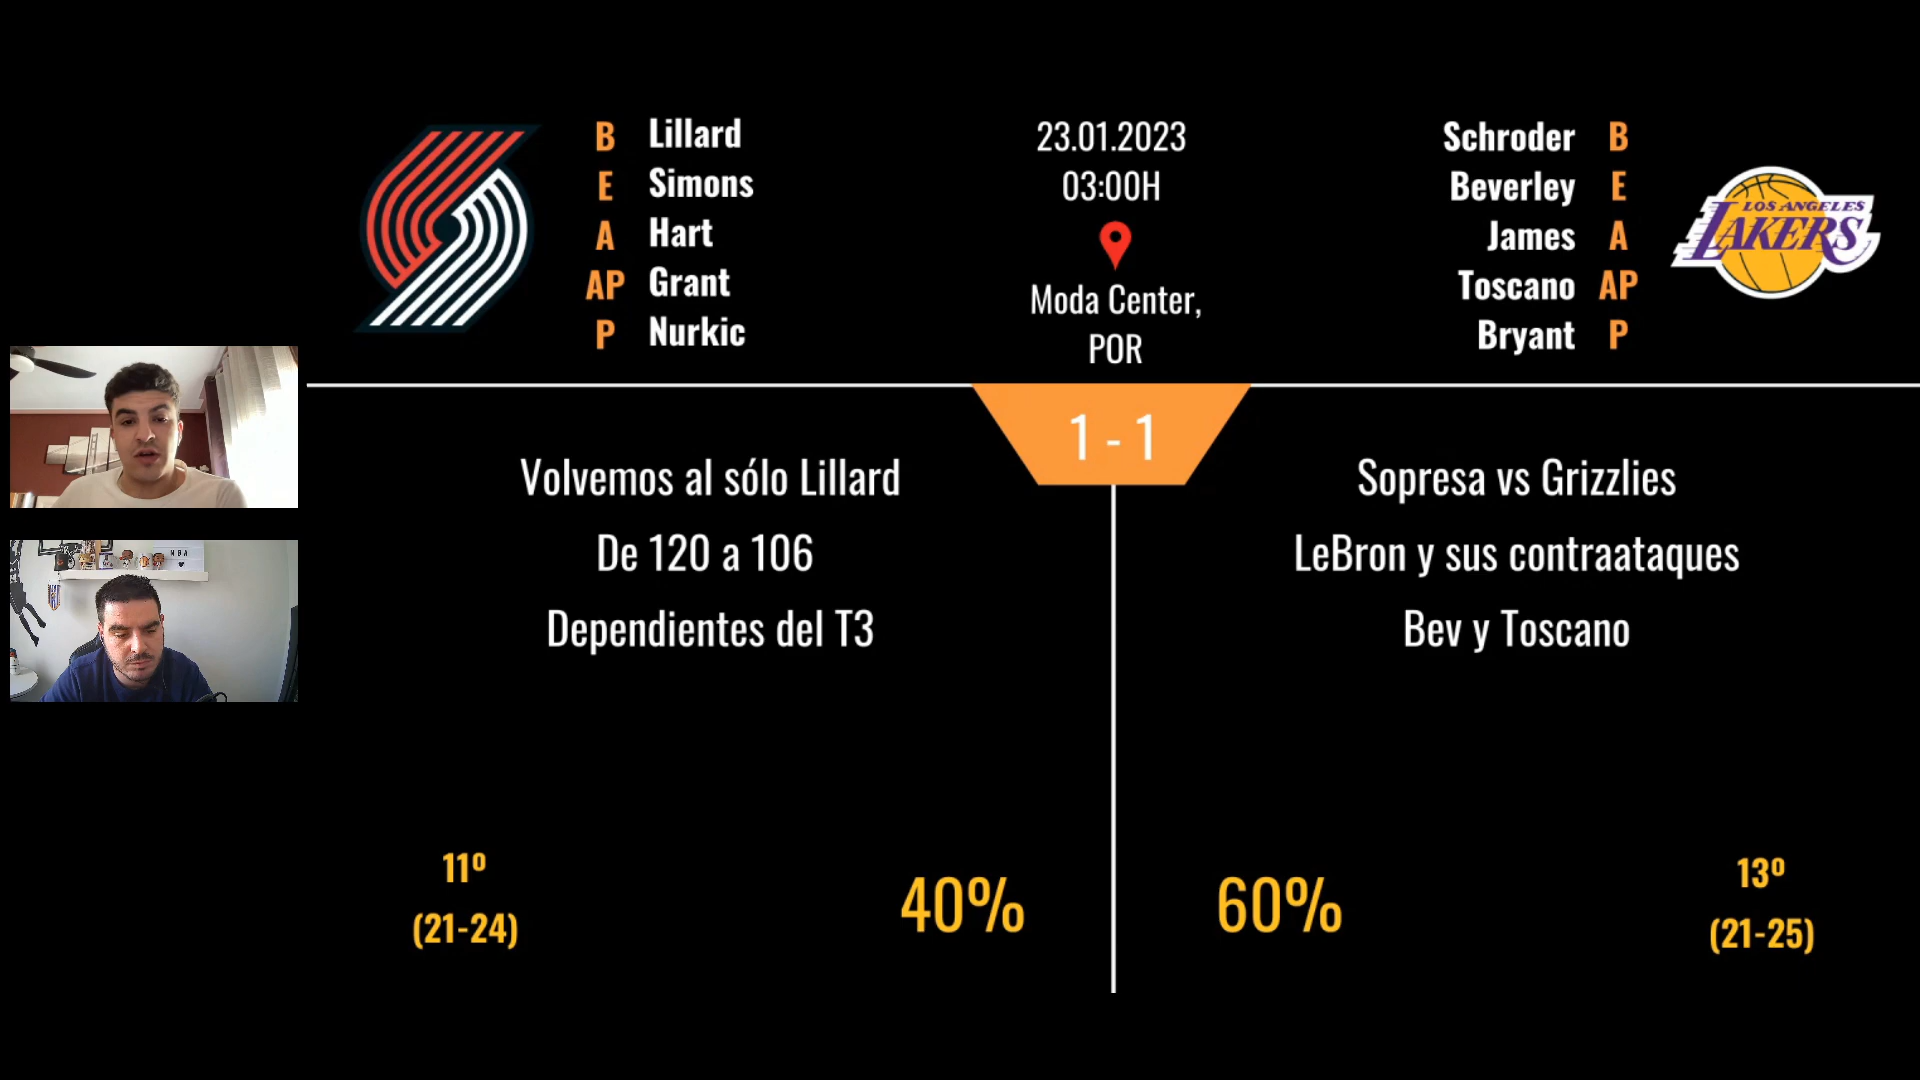 B Lillard
E Simons
A Hart
AP Grant
P Nurkic
23.01.2023
03:00H
Moda Center,
POR
Schroder B
Beverley E
James A
Toscano AP
Bryant P
LOS ANGELES
LAKERS
1 - 1
Volvemos al sólo Lillard
De 120 a 106
Dependientes del T3
Sopresa vs Grizzlies
LeBron y sus contraataques
Bev y Toscano
11º
(21-24)
40%
60%
13º
(21-25)
NBA